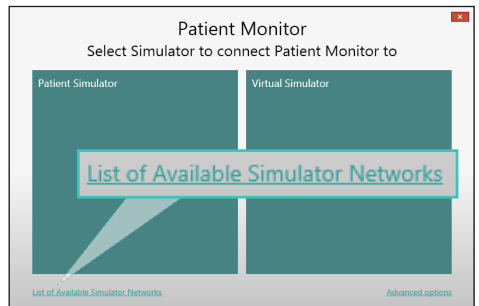 Patient Monitor
Select Simulator to connect Patient Monitor to
Patient Simulator
Virtual Simulator
List of Available Simulator Networks
List of Available Simulator Networks
Advanced options